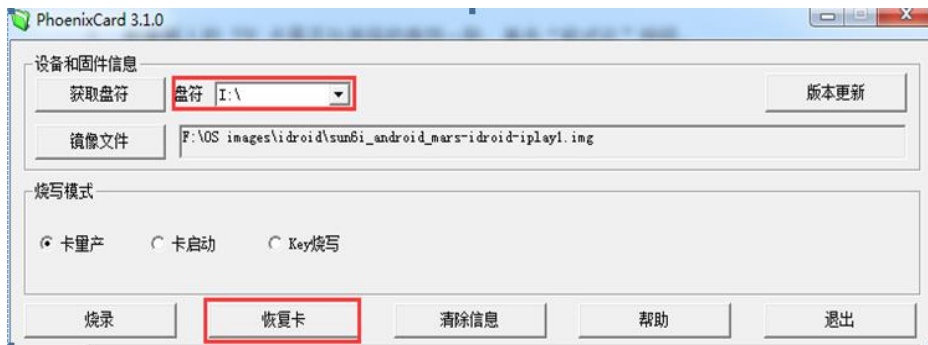 PhoenixCard 3.1.0
设备和固件信息
获取盘符 盘符 I:\ 版本更新
镜像文件 F:\OS images\idroid\sun6i_android_mars-idroid-iplay1.img
烧写模式
卡量产 卡启动 Key烧写
烧录 恢复卡 清除信息 帮助 退出